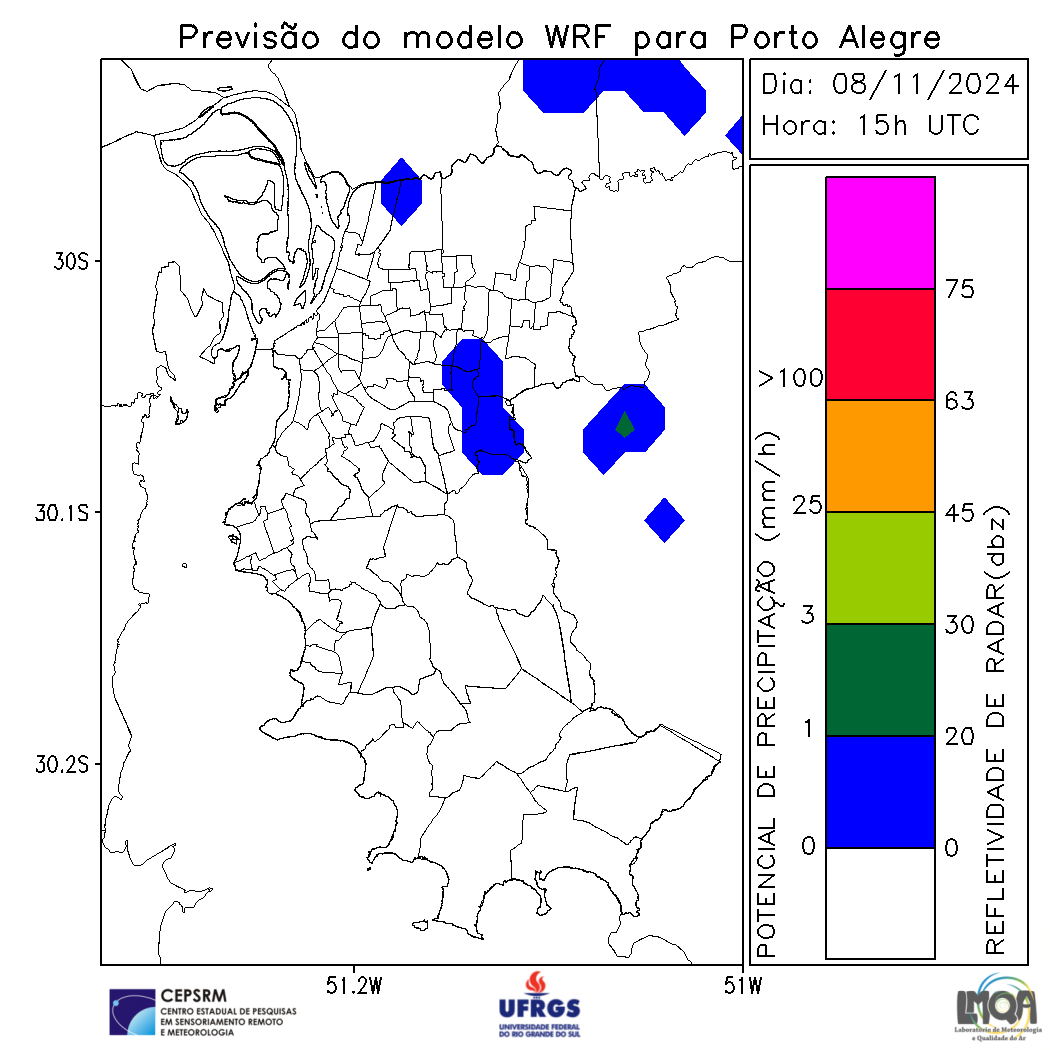 Previsão do modelo WRF para Porto Alegre
Dia: 08/11/2024
Hora: 15h UTC
30S
30.1S
30.2S
51.2W
51W
POTENCIAL DE PRECIPITAÇÃO (mm/h)
>100
25
3
1
0
75
63
45
30
20
0
REFLETIVIDADE DE RADAR(dbz)
CEPSRM
CENTRO ESTADUAL DE PESQUISAS
EM SENSORIAMENTO REMOTO
E METEOROLOGIA
UFRGS
UNIVERSIDADE FEDERAL
DO RIO GRANDE DO SUL
LMQA
Laboratório de Meteorologia
e Qualidade do Ar